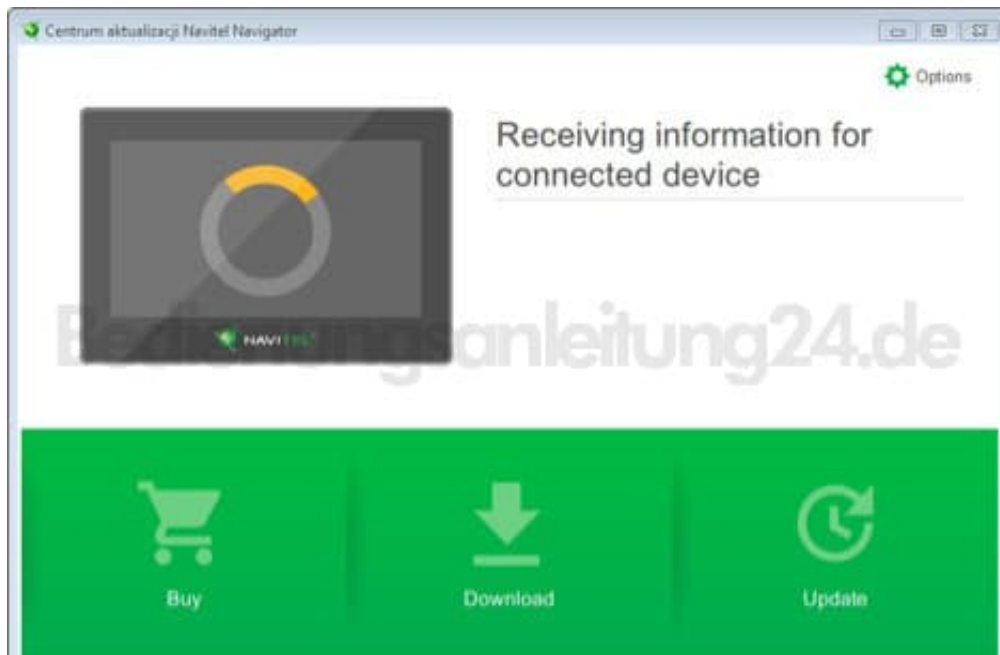 Centrum aktualizacji Navitel Navigator
Options
Receiving information for
connected device
NAVITEL
Bedienungsanleitung24.de
Buy
Download
Update